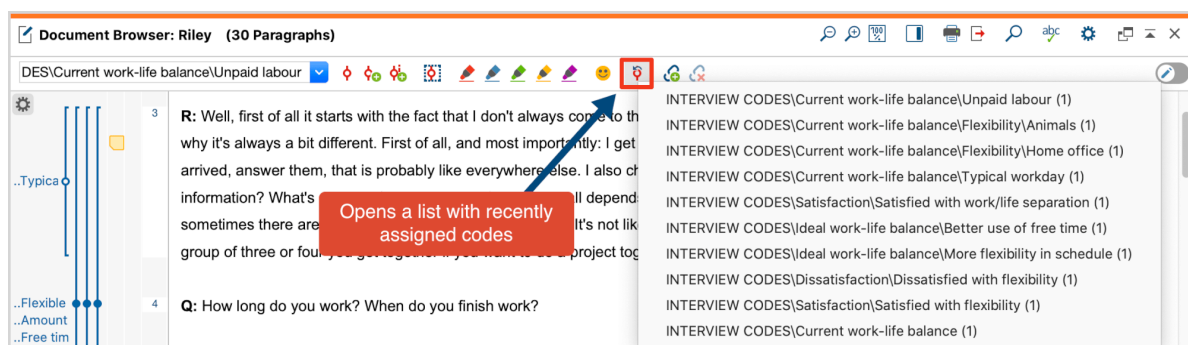 Document Browser: Riley (30 Paragraphs)
100 %
abc
DES\Current work-life balance\Unpaid labour
3
R: Well, first of all it starts with the fact that I don't always come to th
why it's always a bit different. First of all, and most importantly: I get
arrived, answer them, that is probably like everywhere else. I also ch
..Typica
information? What's ll depend
sometimes there are It's not lik
group of three or four you get together if you want to do a project tog
Opens a list with recently
assigned codes
..Flexible
4
Q: How long do you work? When do you finish work?
..Amount
..Free tim
INTERVIEW CODES\Current work-life balance\Unpaid labour (1)
INTERVIEW CODES\Current work-life balance\Flexibility\Animals (1)
INTERVIEW CODES\Current work-life balance\Flexibility\Home office (1)
INTERVIEW CODES\Current work-life balance\Typical workday (1)
INTERVIEW CODES\Satisfaction\Satisfied with work/life separation (1)
INTERVIEW CODES\Ideal work-life balance\Better use of free time (1)
INTERVIEW CODES\Ideal work-life balance\More flexibility in schedule (1)
INTERVIEW CODES\Dissatisfaction\Dissatisfied with flexibility (1)
INTERVIEW CODES\Satisfaction\Satisfied with flexibility (1)
INTERVIEW CODES\Current work-life balance (1)